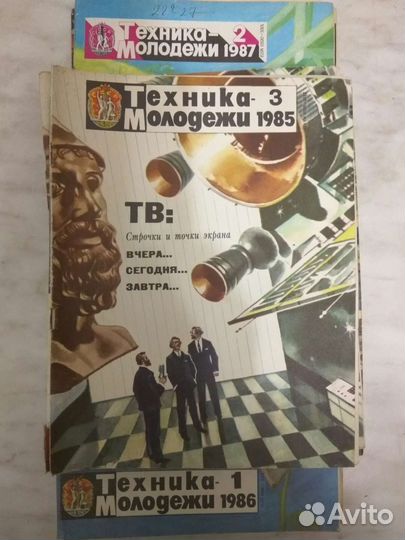 Техника- 2
Молодежи 1987
Техника- 3
Молодежи 1985
ТВ:
Строчки и точки экрана
ВЧЕРА...
СЕГОДНЯ...
ЗАВТРА...
Техника- 1
Молодежи 1986
Avito